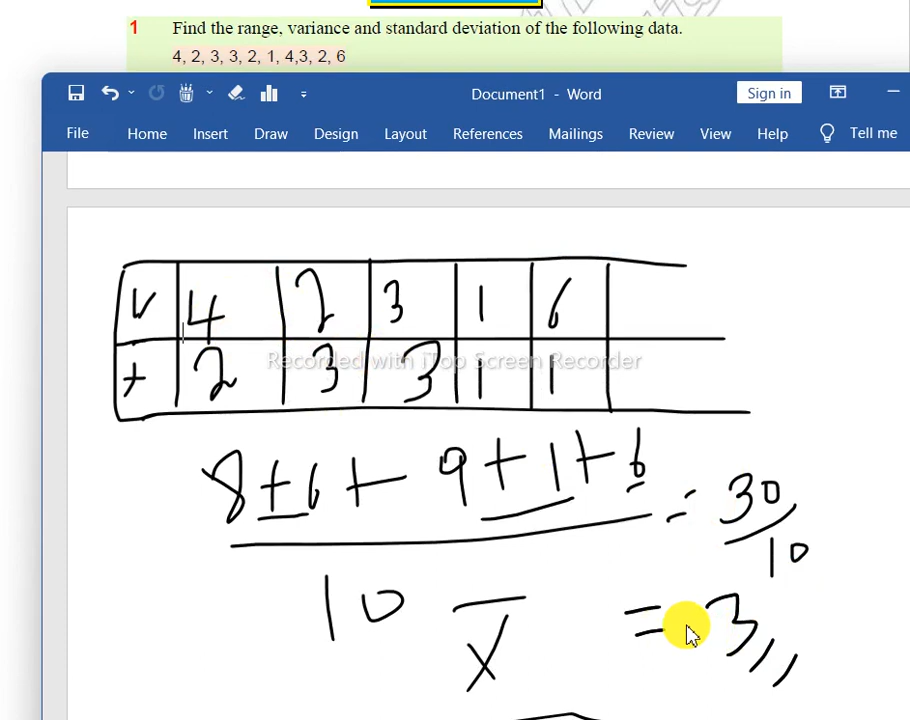 1 Find the range, variance and standard deviation of the following data.
4, 2, 3, 3, 2, 1, 4,3, 2, 6
Document1 - Word
Sign in
File Home Insert Draw Design Layout References Mailings Review View Help Tell me
V 4 2 3 1 6
Recorded with iTop Screen Recorder
f 2 3 3 1 1
8 + 6 + 9 + 1 + 6 = 30/10
10
x̅ = 3,,